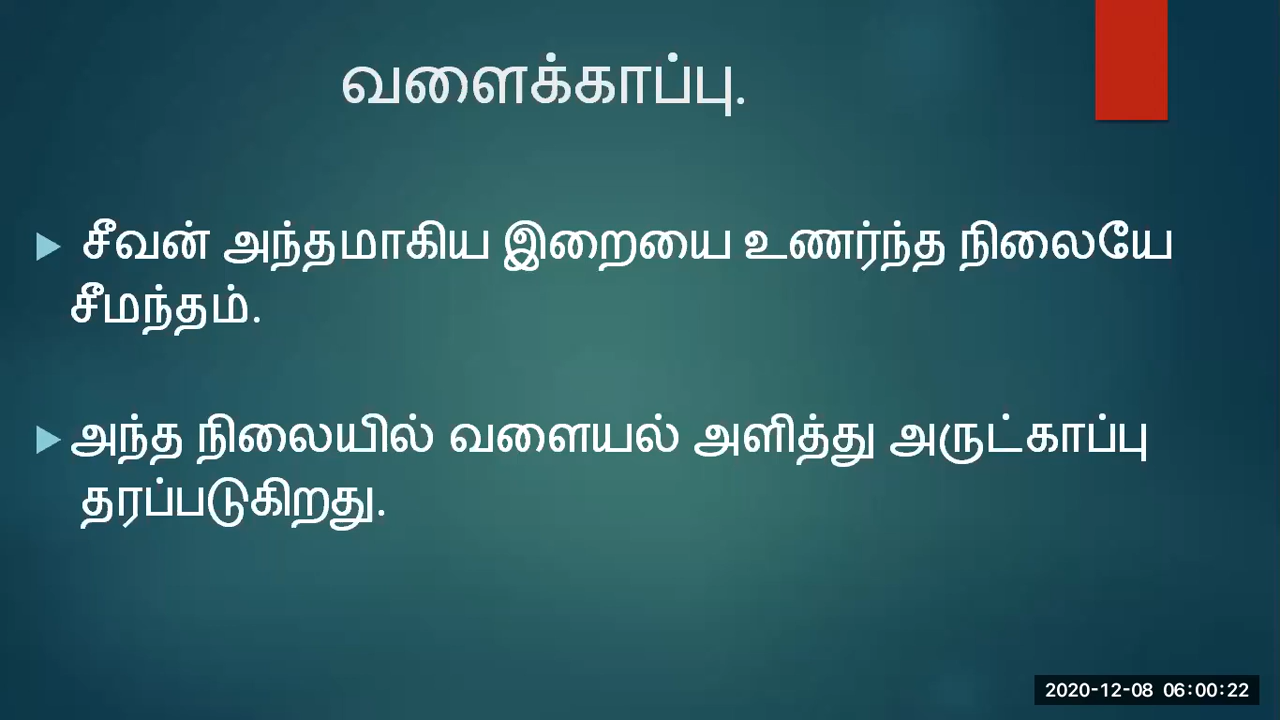 வளைக்காப்பு.
சீவன் அந்தமாகிய இறையை உணர்ந்த நிலையே
சீமந்தம்.
அந்த நிலையில் வளையல் அளித்து அருட்காப்பு
தரப்படுகிறது.
2020-12-08 06:00:22